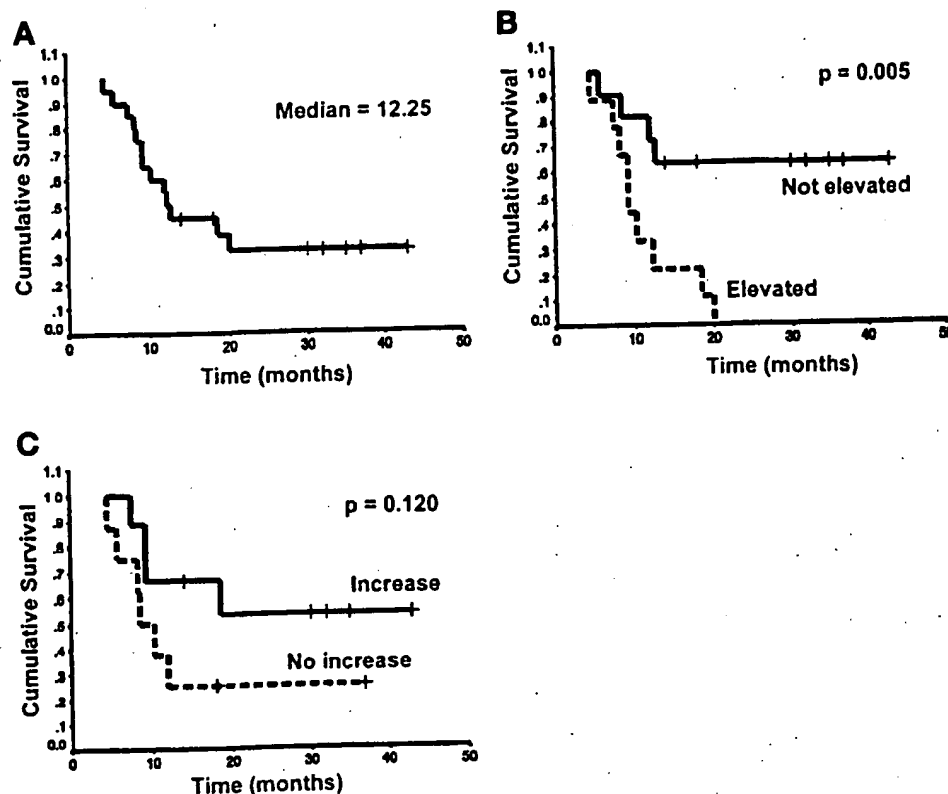 A
Cumulative Survival
1.1
1.0
.9
.8
.7
.6
.5
.4
.3
.2
.1
0.0
Median = 12.25
0 10 20 30 40 50
Time (months)
B
Cumulative Survival
1.1
1.0
.9
.8
.7
.6
.5
.4
.3
.2
.1
0.0
p = 0.005
Not elevated
Elevated
0 10 20 30 40
Time (months)
C
Cumulative Survival
1.1
1.0
.9
.8
.7
.6
.5
.4
.3
.2
.1
0.0
p = 0.120
Increase
No increase
0 10 20 30 40 50
Time (months)